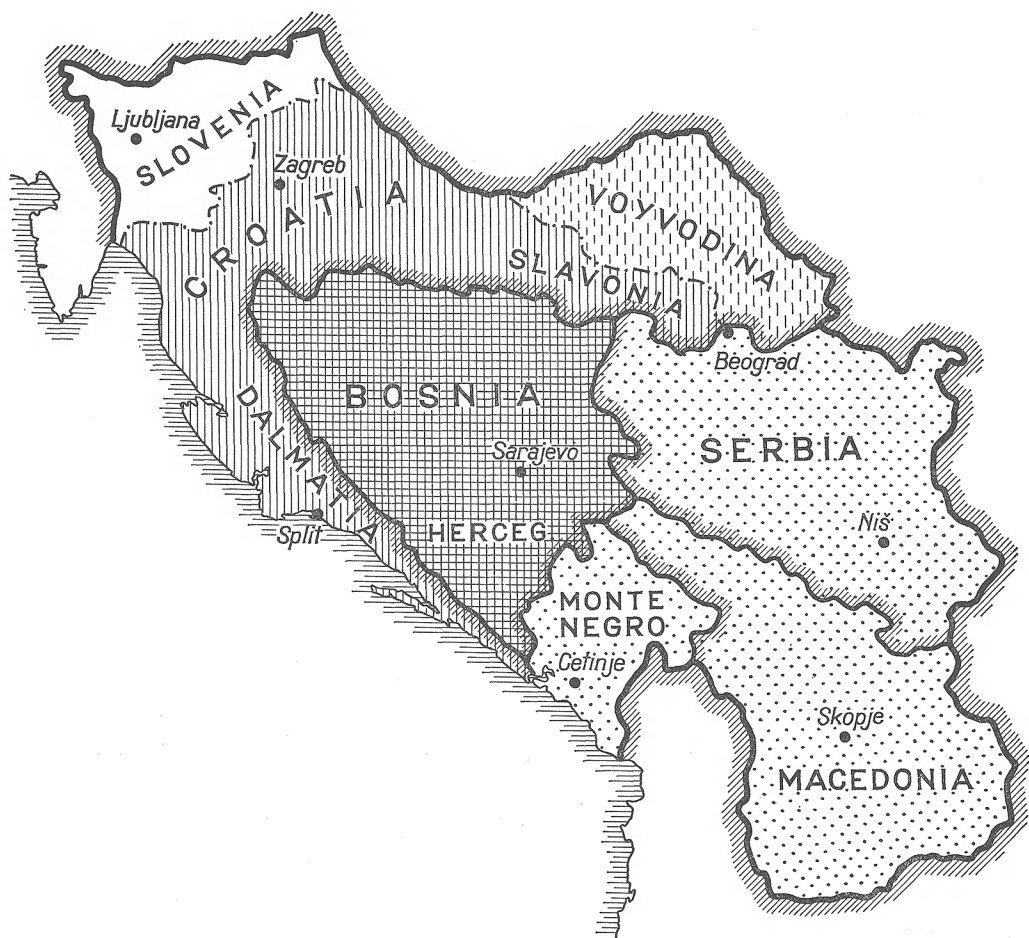 Ljubljana
SLOVENIA
Zagreb
CROATIA
VOYVODINA
SLAVONIA
Beograd
BOSNIA
DALMATIA
SERBIA
Sarajevo
Split
HERCEG
Niš
MONTE
NEGRO
Cetinje
Skopje
MACEDONIA